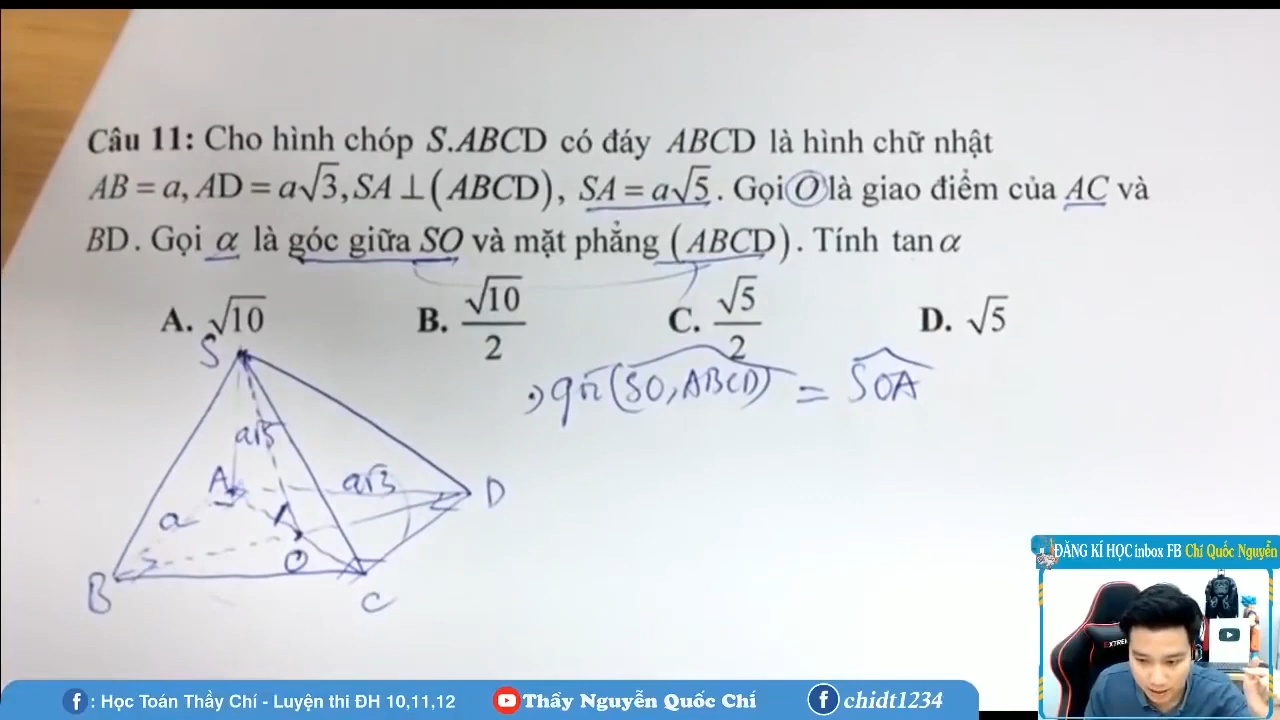 Câu 11: Cho hình chóp S.ABCD có đáy ABCD là hình chữ nhật
AB = a, AD = a√3, SA ⊥ (ABCD), SA = a√5. Gọi O là giao điểm của AC và
BD. Gọi α là góc giữa SO và mặt phẳng (ABCD). Tính tan α
A. √10 B. √10/2 C. √5/2 D. √5
S
·) góc (SO, ABCD) = SOA
a√5
A
a√3
D
a
O
B
C
ĐĂNG KÍ HỌC inbox FB Chí Quốc Nguyễn
: Học Toán Thầy Chí - Luyện thi ĐH 10,11,12
Thầy Nguyễn Quốc Chí
chidt1234